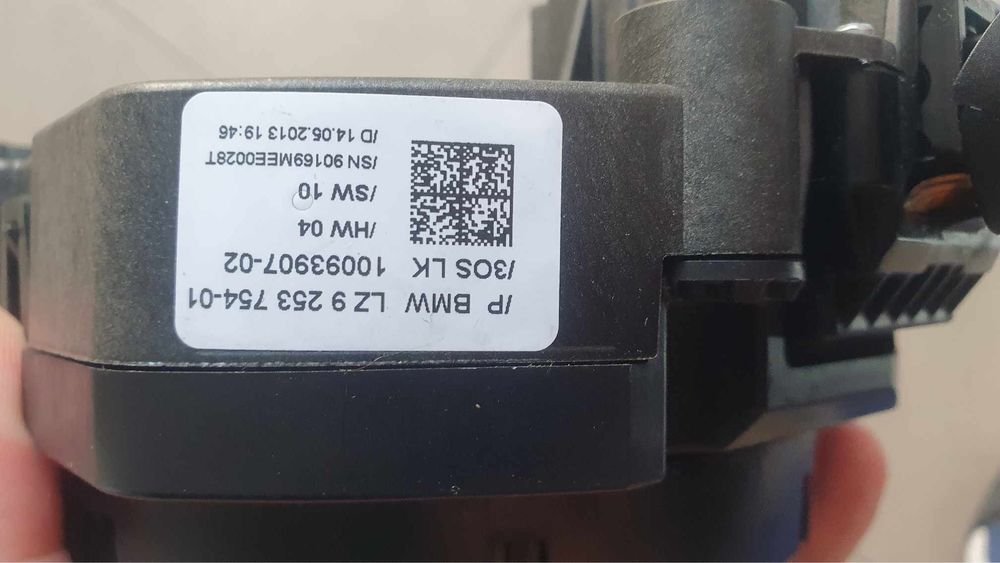 /P BMW LZ 9 253 754-01
/3OS LK 10093907-02
/HW 04
/SW 10
/SN 90169MEE0028T
/D 14.05.2013 19:46